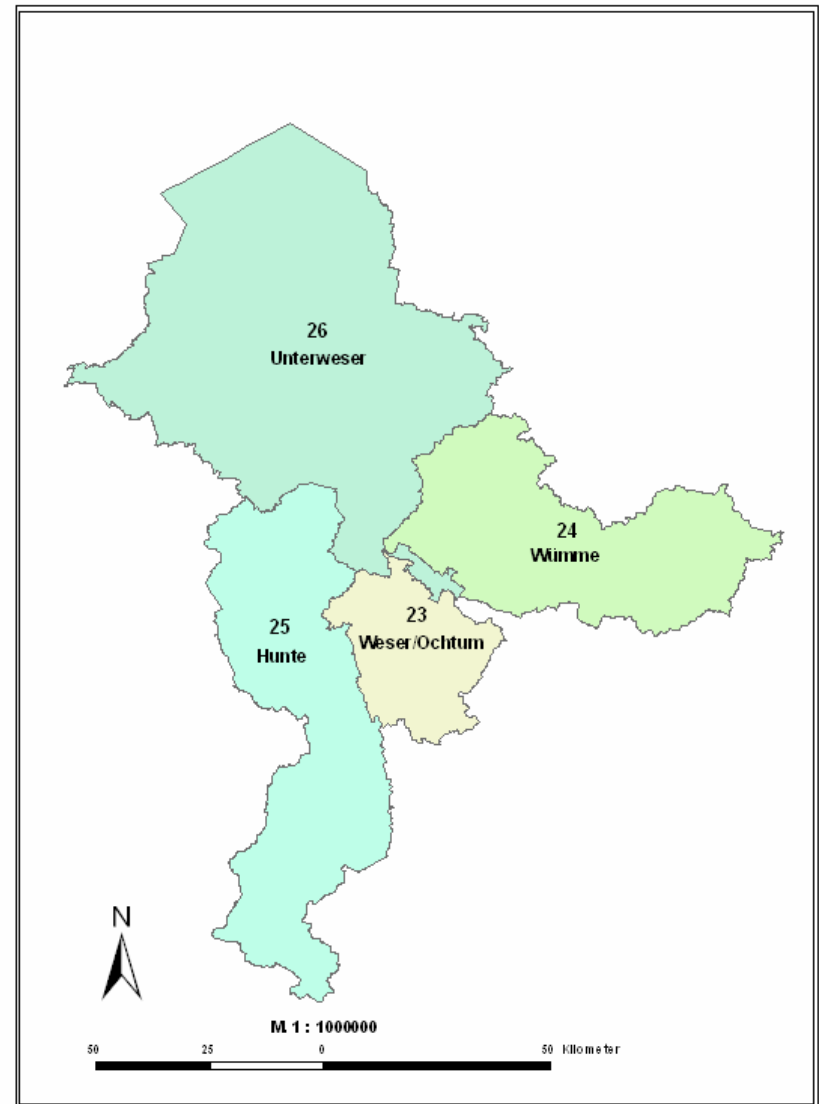 26
Unterweser
24
Wümme
23
Weser/Ochtum
25
Hunte
N
M. 1 : 1000000
50 25 0 50 Kilometer